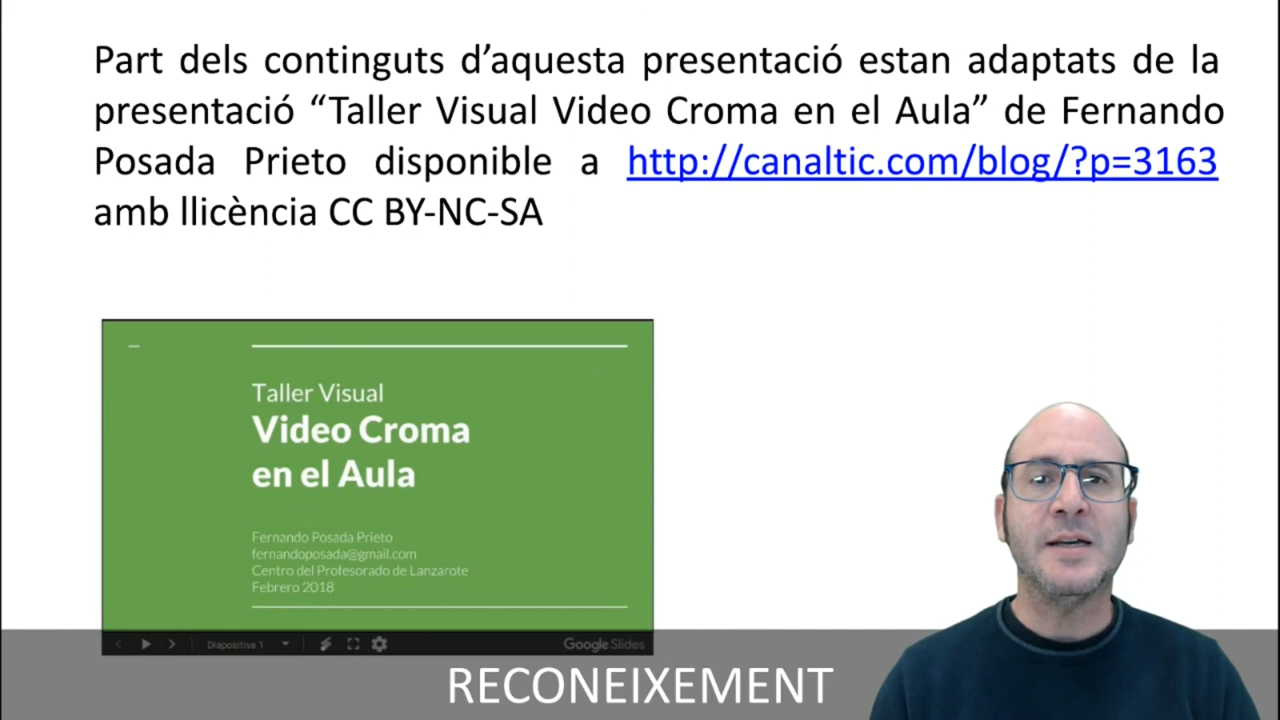 Part dels continguts d’aquesta presentació estan adaptats de la
presentació “Taller Visual Video Croma en el Aula” de Fernando
Posada Prieto disponible a http://canaltic.com/blog/?p=3163
amb llicència CC BY-NC-SA
Taller Visual
Video Croma
en el Aula
Fernando Posada Prieto
fernandoposada@gmail.com
Centro del Profesorado de Lanzarote
Febrero 2018
Diapositiva 1
Google Slides
RECONEIXEMENT